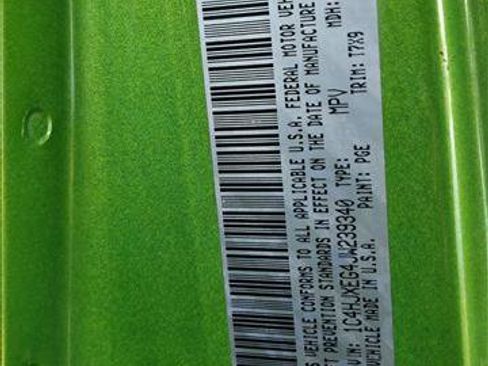 S VEHICLE CONFORMS TO ALL APPLICABLE U.S.A. FEDERAL MOTOR VEH
T PREVENTION STANDARDS IN EFFECT ON THE DATE OF MANUFACTURE
VIN: 1C4HJXEG4JW239340 TYPE: MPV MDH:
VEHICLE MADE IN U.S.A. PAINT: PGE TRIM: T7X9